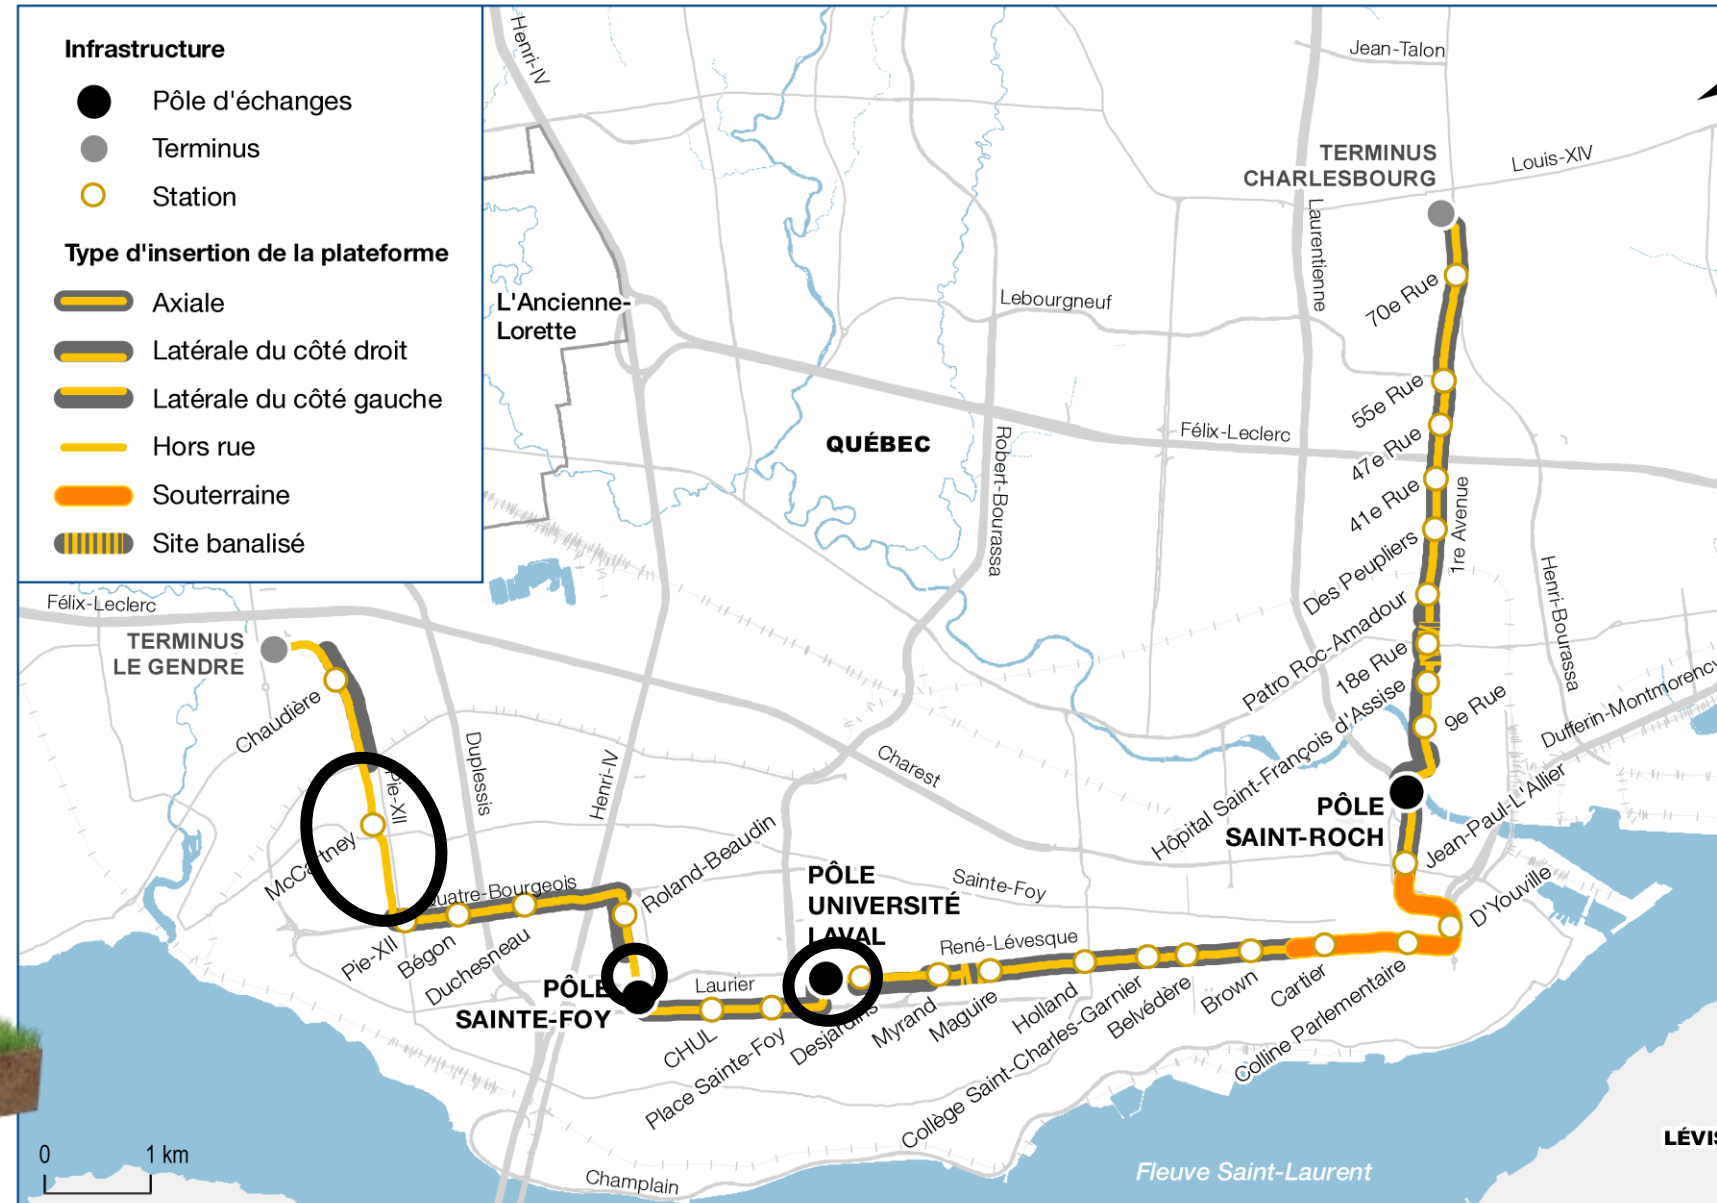 Infrastructure
Pôle d'échanges
Terminus
Station
Type d'insertion de la plateforme
Axiale
Latérale du côté droit
Latérale du côté gauche
Hors rue
Souterraine
Site banalisé
Henri-IV
Jean-Talon
TERMINUS
CHARLESBOURG
Louis-XIV
Laurentienne
L'Ancienne-
Lorette
Lebourgneuf
70e Rue
55e Rue
QUÉBEC
Félix-Leclerc
47e Rue
Robert-Bourassa
41e Rue
1re Avenue
Des Peupliers
Henri-Bourassa
Félix-Leclerc
TERMINUS
LE GENDRE
Patro Roc-Amadour
18e Rue
Hôpital Saint-François d'Assise
9e Rue
Dufferin-Montmorency
Chaudière
Duplessis
Henri-IV
Charest
Pie-XII
McCartney
PÔLE
SAINT-ROCH
Jean-Paul-L'Allier
Quatre-Bourgeois
Roland-Beaudin
PÔLE
UNIVERSITÉ
LAVAL
Sainte-Foy
D'Youville
René-Lévesque
Pie-XII
Bégon
Duchesneau
PÔLE
SAINTE-FOY
Laurier
CHUL
Place Sainte-Foy
Desjardins
Myrand
Maguire
Holland
Collège Saint-Charles-Garnier
Belvédère
Brown
Cartier
Colline Parlementaire
LÉVIS
0 1 km
Champlain
Fleuve Saint-Laurent